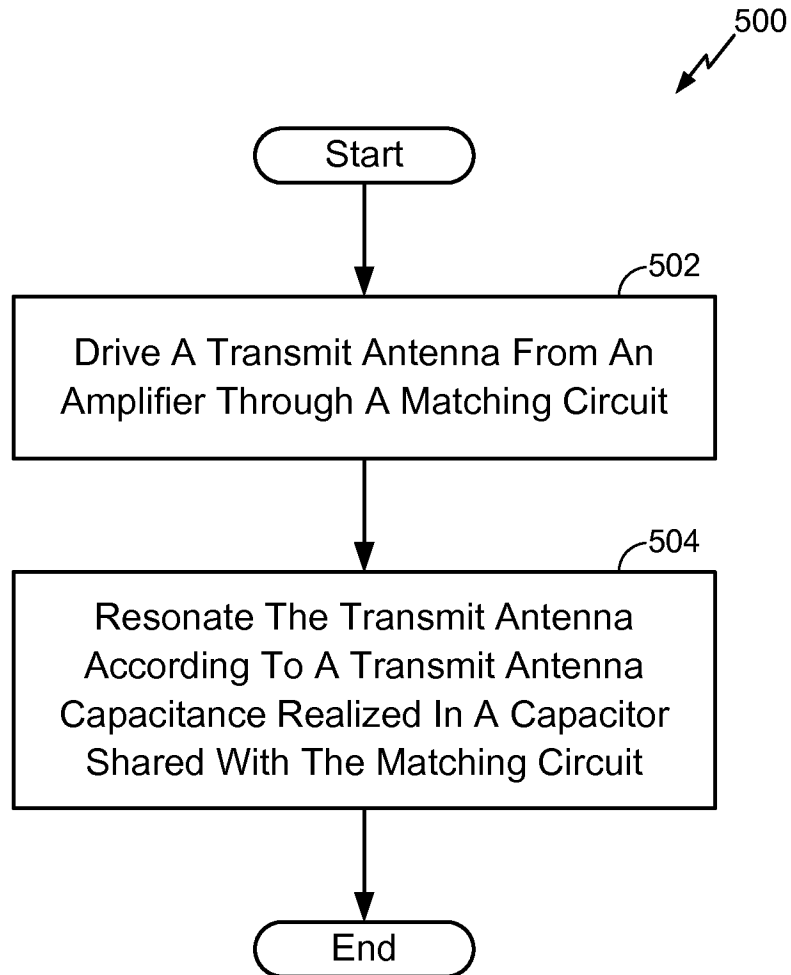 500
Start
502
Drive A Transmit Antenna From An
Amplifier Through A Matching Circuit
504
Resonate The Transmit Antenna
According To A Transmit Antenna
Capacitance Realized In A Capacitor
Shared With The Matching Circuit
End